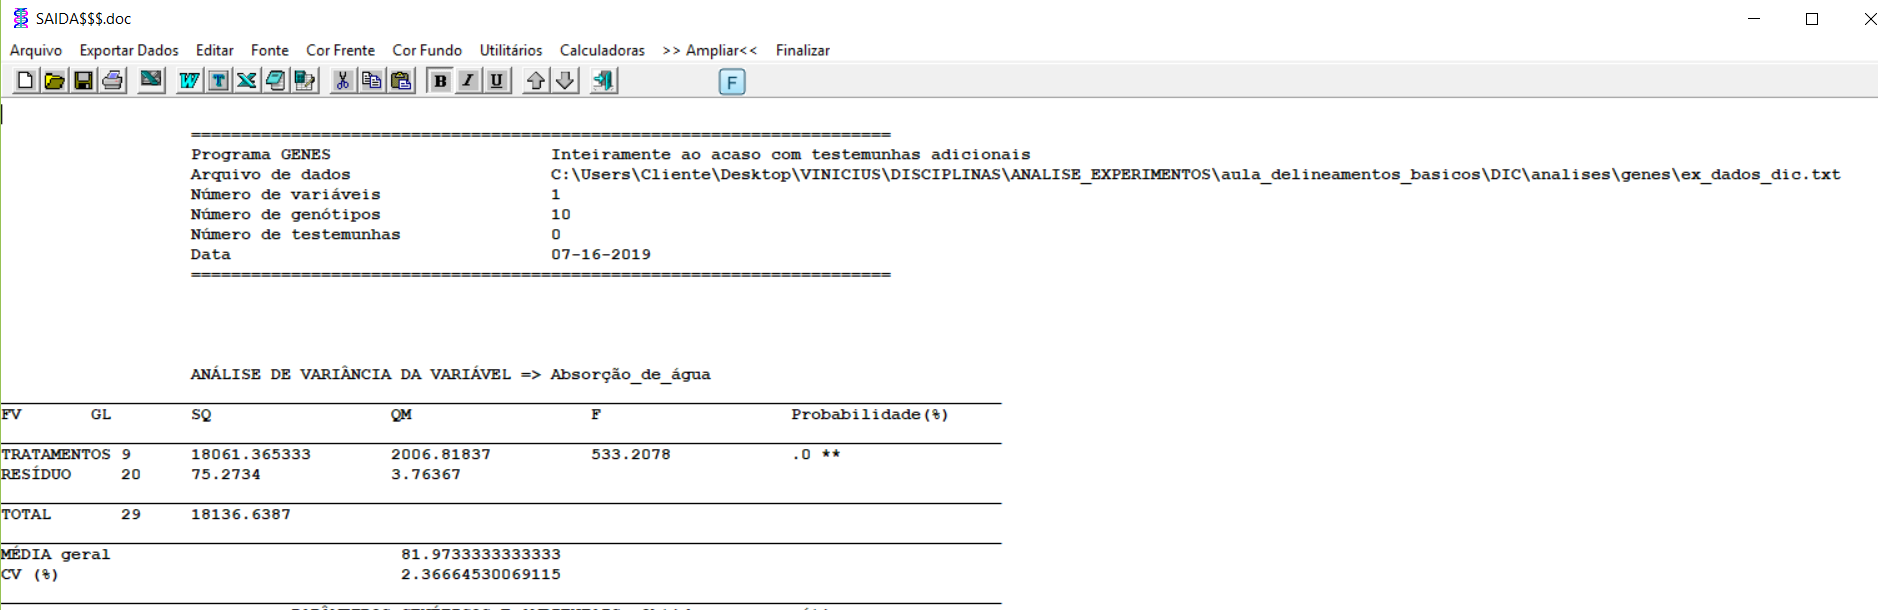 SAIDA$$$.doc
Arquivo Exportar Dados Editar Fonte Cor Frente Cor Fundo Utilitários Calculadoras >> Ampliar<< Finalizar
W T X B I U F
Programa GENES Inteiramente ao acaso com testemunhas adicionais
Arquivo de dados C:\Users\Cliente\Desktop\VINICIUS\DISCIPLINAS\ANALISE_EXPERIMENTOS\aula_delineamentos_basicos\DIC\analises\genes\ex_dados_dic.txt
Número de variáveis 1
Número de genótipos 10
Número de testemunhas 0
Data 07-16-2019
ANÁLISE DE VARIÂNCIA DA VARIÁVEL => Absorção_de_água
FV GL SQ QM F Probabilidade(%)
TRATAMENTOS 9 18061.365333 2006.81837 533.2078 .0 **
RESÍDUO 20 75.2734 3.76367
TOTAL 29 18136.6387
MÉDIA geral 81.9733333333333
CV (%) 2.36664530069115